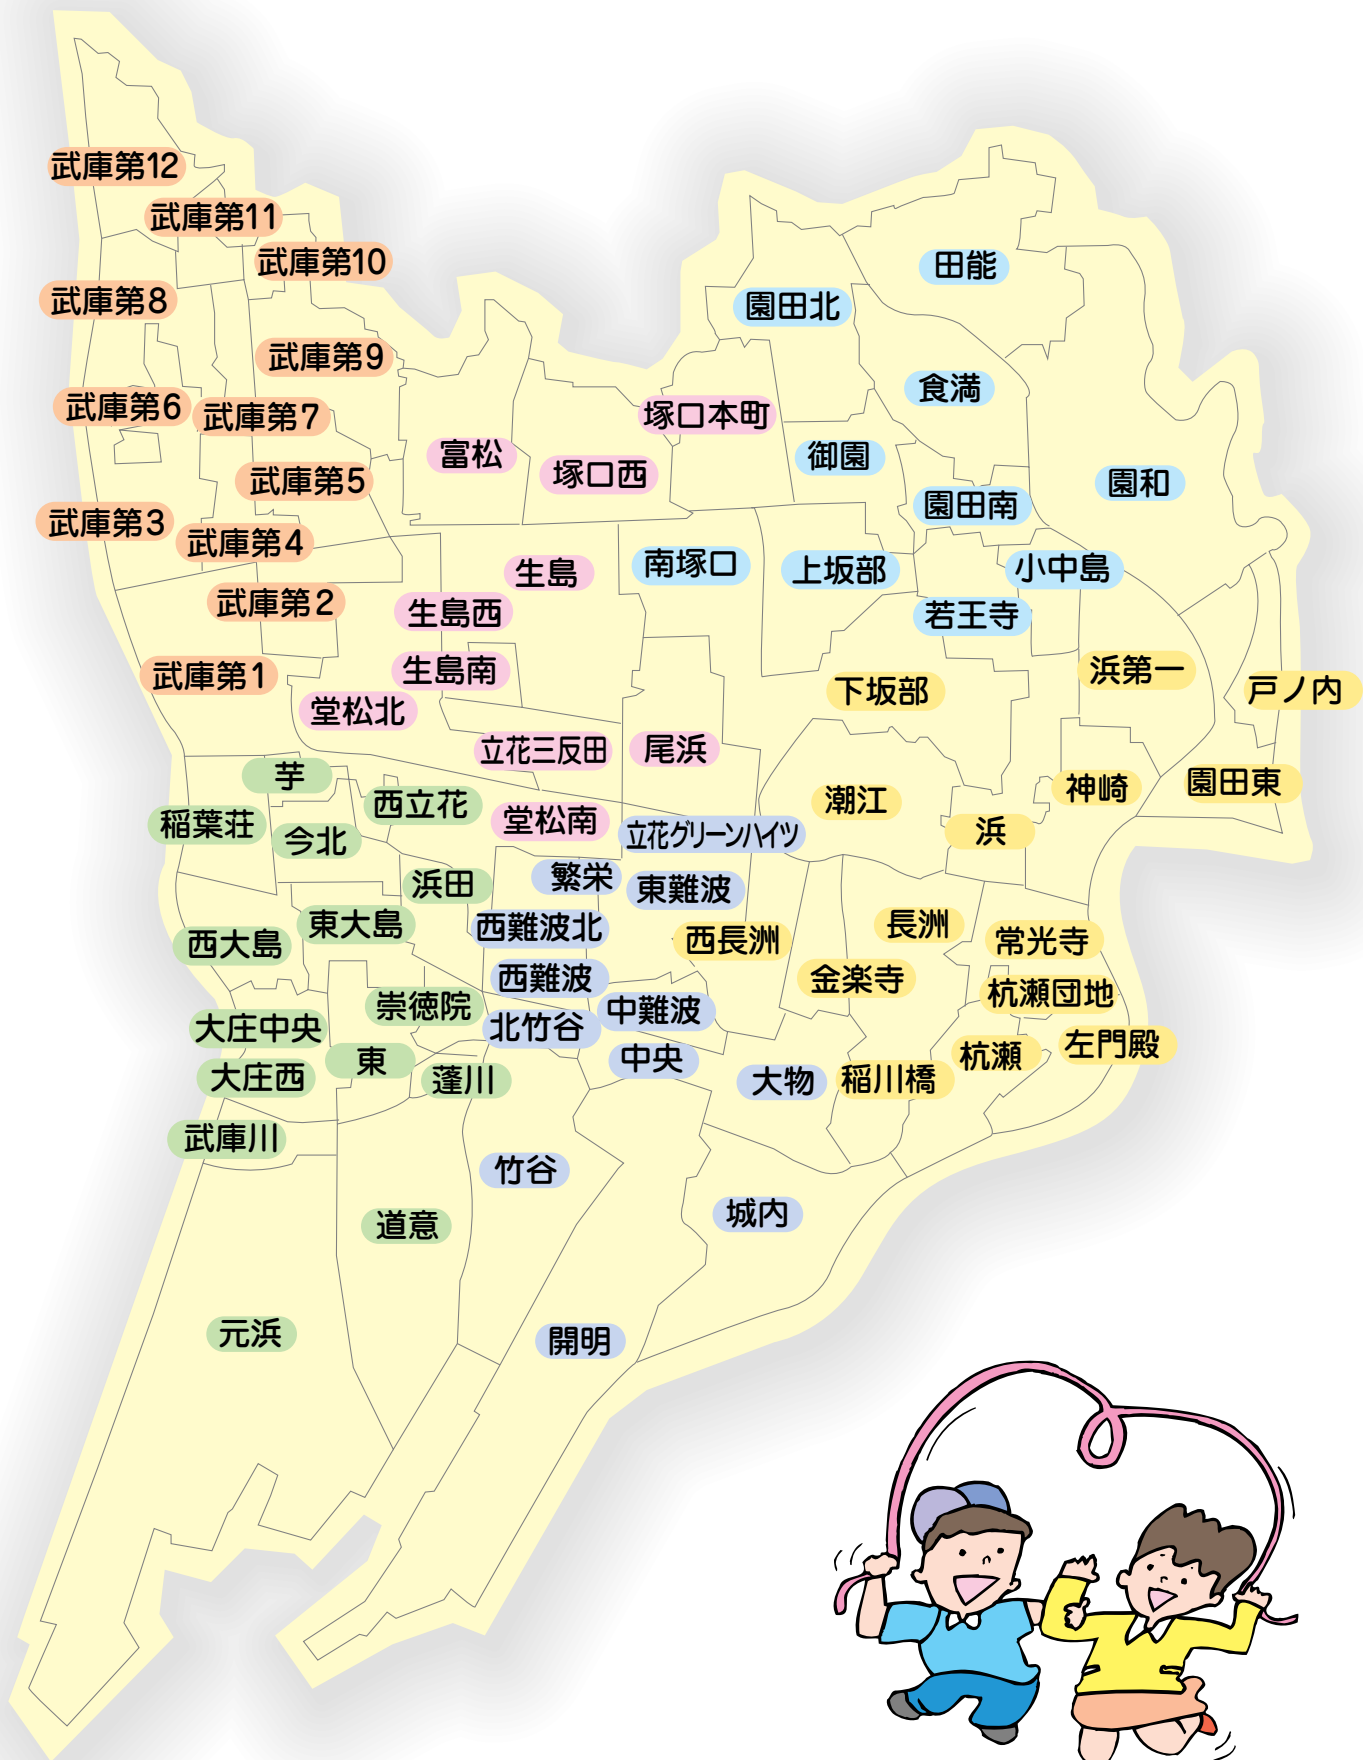 武庫第12
武庫第11
武庫第10
田能
武庫第8
園田北
武庫第9
食満
武庫第6
武庫第7
塚口本町
富松
塚口西
御園
武庫第5
園和
園田南
武庫第3
武庫第4
生島
南塚口
上坂部
小中島
武庫第2
生島西
若王寺
武庫第1
生島南
浜第一
下坂部
戸ノ内
堂松北
立花三反田
尾浜
芋
園田東
神崎
西立花
潮江
稲葉荘
今北
堂松南
立花グリーンハイツ
浜
浜田
繁栄
東難波
東大島
西難波北
長洲
西大島
西長洲
常光寺
西難波
金楽寺
杭瀬団地
崇徳院
中難波
大庄中央
北竹谷
左門殿
東
中央
杭瀬
大庄西
蓬川
大物
稲川橋
武庫川
竹谷
城内
道意
元浜
開明